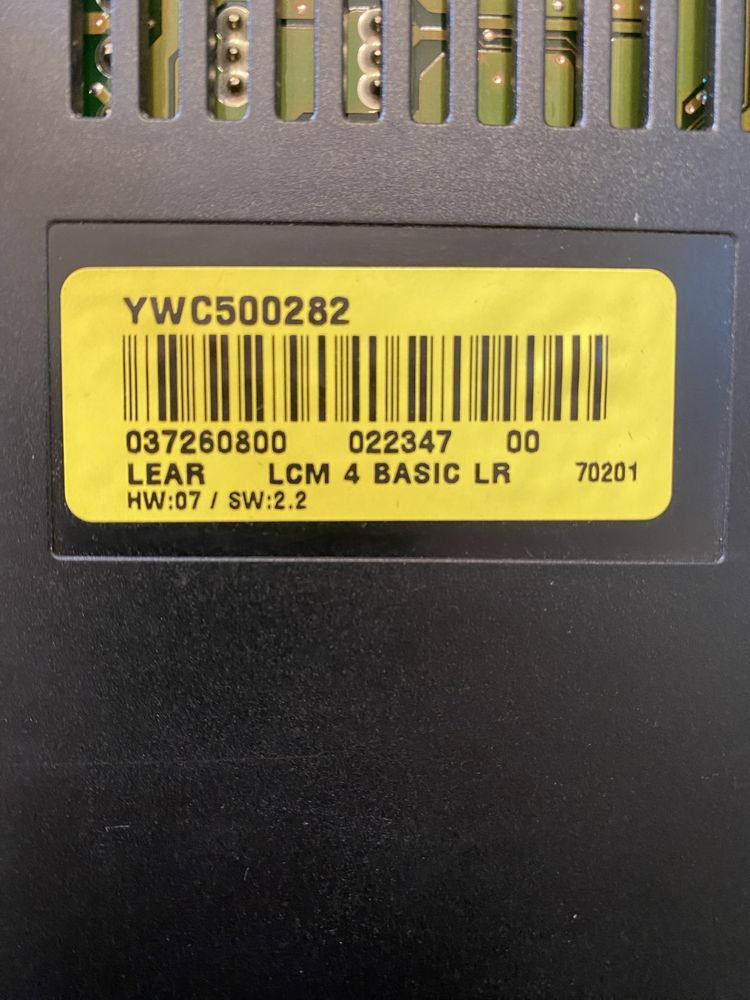 YWC500282
037260800 022347 00
LEAR LCM 4 BASIC LR 70201
HW:07 / SW:2.2